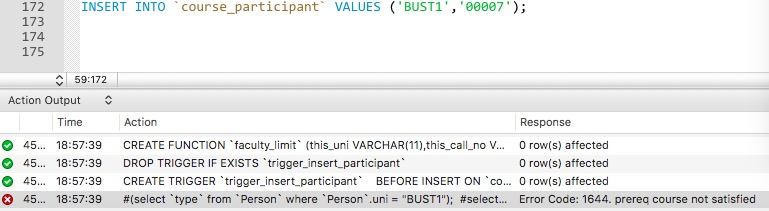 172 INSERT INTO `course_participant` VALUES ('BUST1','00007');
173
174
175
59:172
Action Output
Time Action Response
45... 18:57:39 CREATE FUNCTION `faculty_limit` (this_uni VARCHAR(11),this_call_no V... 0 row(s) affected
45... 18:57:39 DROP TRIGGER IF EXISTS `trigger_insert_participant` 0 row(s) affected
45... 18:57:39 CREATE TRIGGER `trigger_insert_participant` BEFORE INSERT ON `co... 0 row(s) affected
45... 18:57:39 #(select `type` from `Person` where `Person`.uni = "BUST1"); #select... Error Code: 1644. prereq course not satisfied